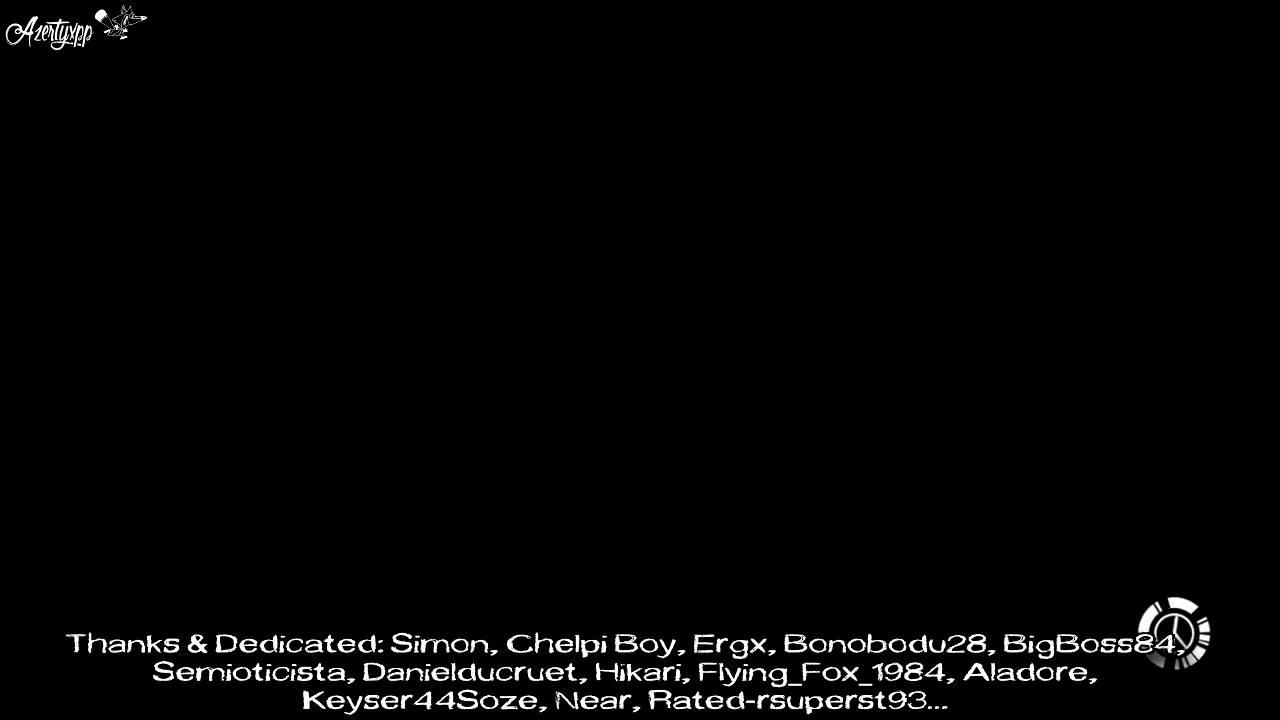 Azertyxpp
Thanks & Dedicated: Simon, Chelpi Boy, Ergx, Bonobodu28, BigBoss84,
Semioticista, Danielducruet, Hikari, Flying_Fox_1984, Aladore,
Keyser44Soze, Near, Rated-rsuperst93...